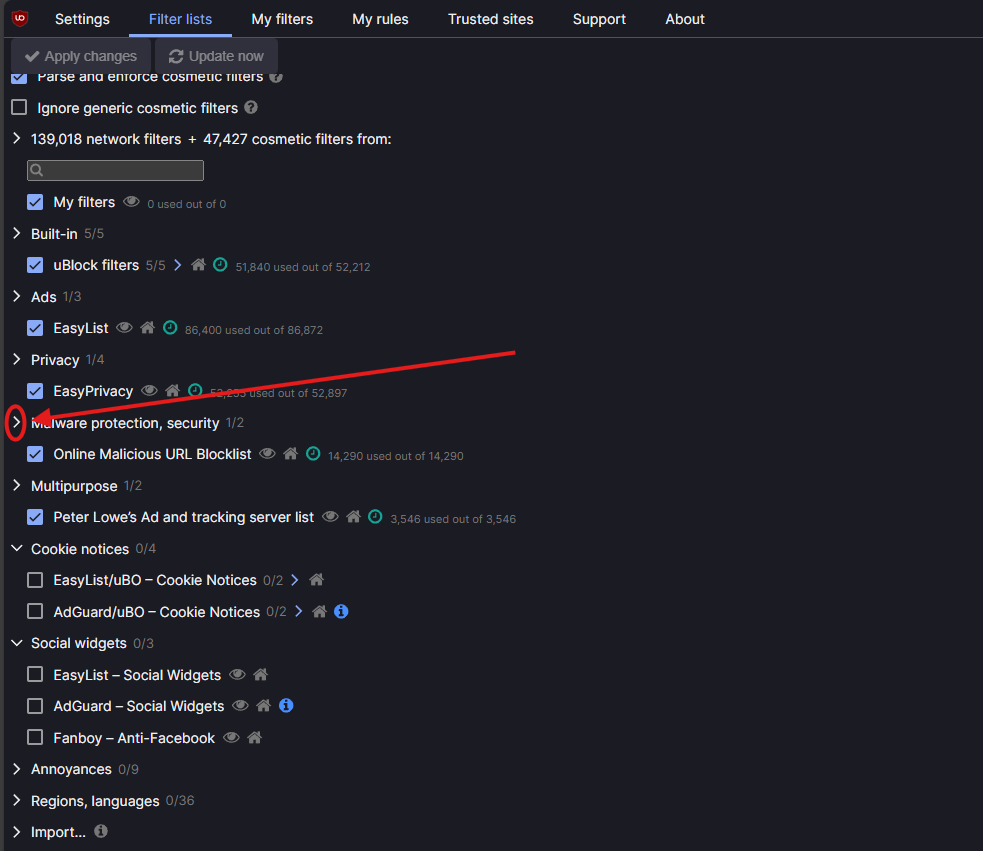 Settings Filter lists My filters My rules Trusted sites Support About
Apply changes Update now
Parse and enforce cosmetic filters
Ignore generic cosmetic filters
139,018 network filters + 47,427 cosmetic filters from:
My filters 0 used out of 0
Built-in 5/5
uBlock filters 5/5 51,840 used out of 52,212
Ads 1/3
EasyList 86,400 used out of 86,872
Privacy 1/4
EasyPrivacy used out of 52,897
Malware protection, security 1/2
Online Malicious URL Blocklist 14,290 used out of 14,290
Multipurpose 1/2
Peter Lowe’s Ad and tracking server list 3,546 used out of 3,546
Cookie notices 0/4
EasyList/uBO – Cookie Notices 0/2
AdGuard/uBO – Cookie Notices 0/2
Social widgets 0/3
EasyList – Social Widgets
AdGuard – Social Widgets
Fanboy – Anti-Facebook
Annoyances 0/9
Regions, languages 0/36
Import...